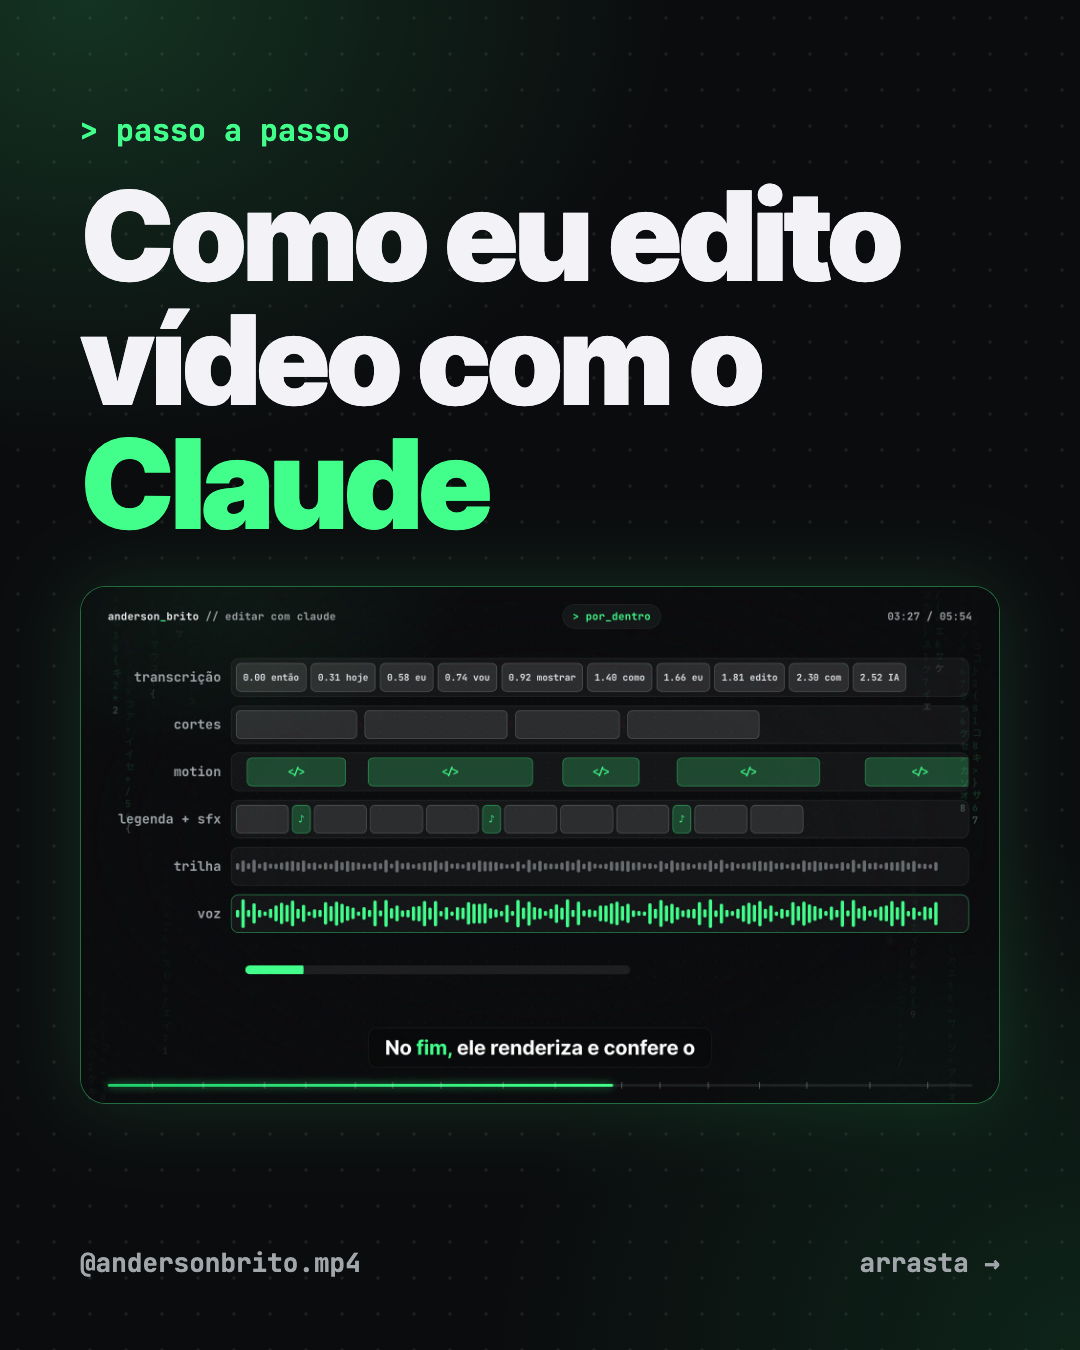 > passo a passo
Como eu edito
vídeo com o
Claude
anderson_brito // editar com claude
> por_dentro
03:27 / 05:54
transcrição
0.00 então
0.31 hoje
0.58 eu
0.74 vou
0.92 mostrar
1.40 como
1.66 eu
1.81 edito
2.30 com
2.52 IA
cortes
motion
</>
</>
</>
</>
</>
legenda + sfx
♪
♪
♪
trilha
voz
No fim, ele renderiza e confere o
@andersonbrito.mp4
arrasta →